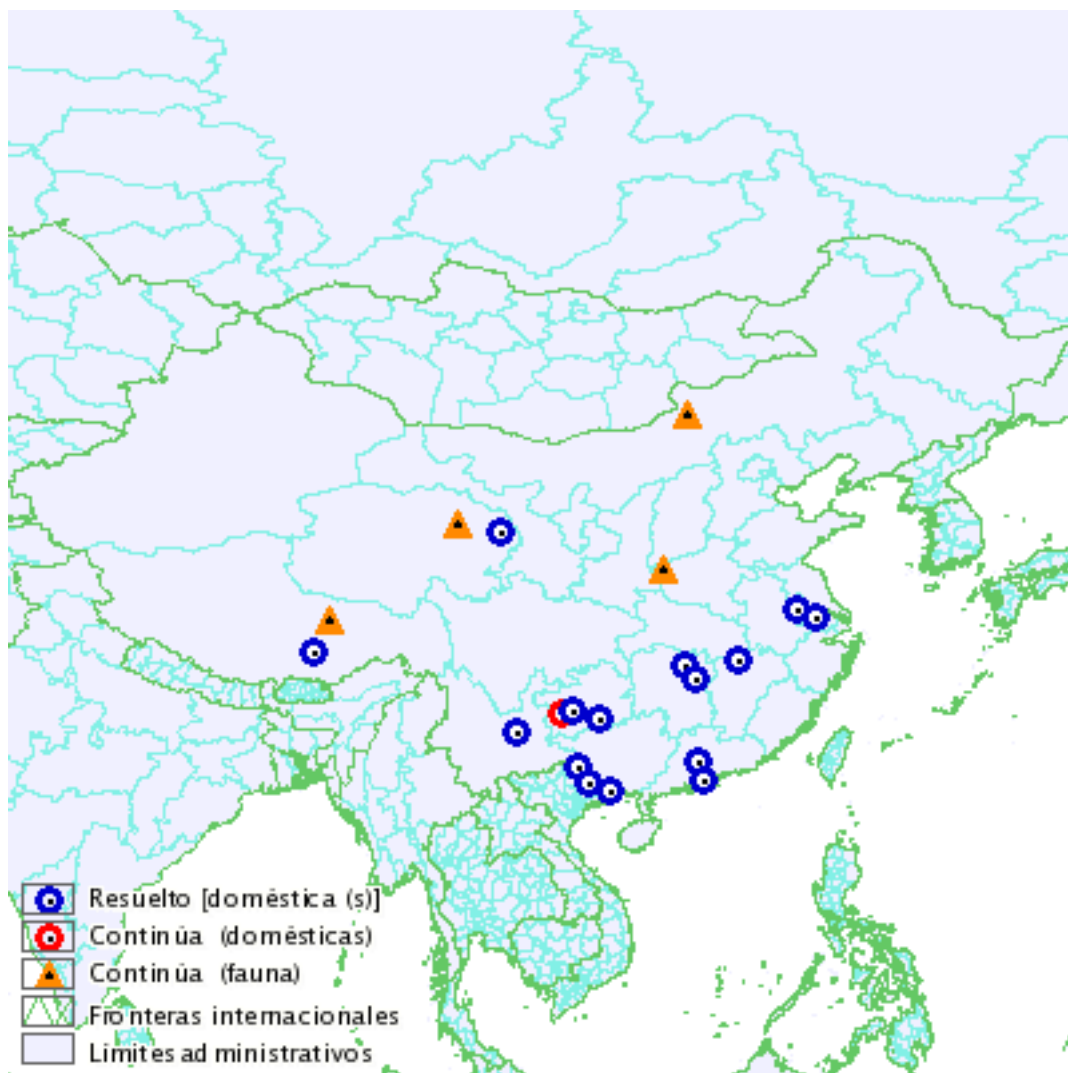 Resuelto [doméstica (s)]
Continúa (domésticas)
Continúa (fauna)
Fronteras internacionales
Límites administrativos